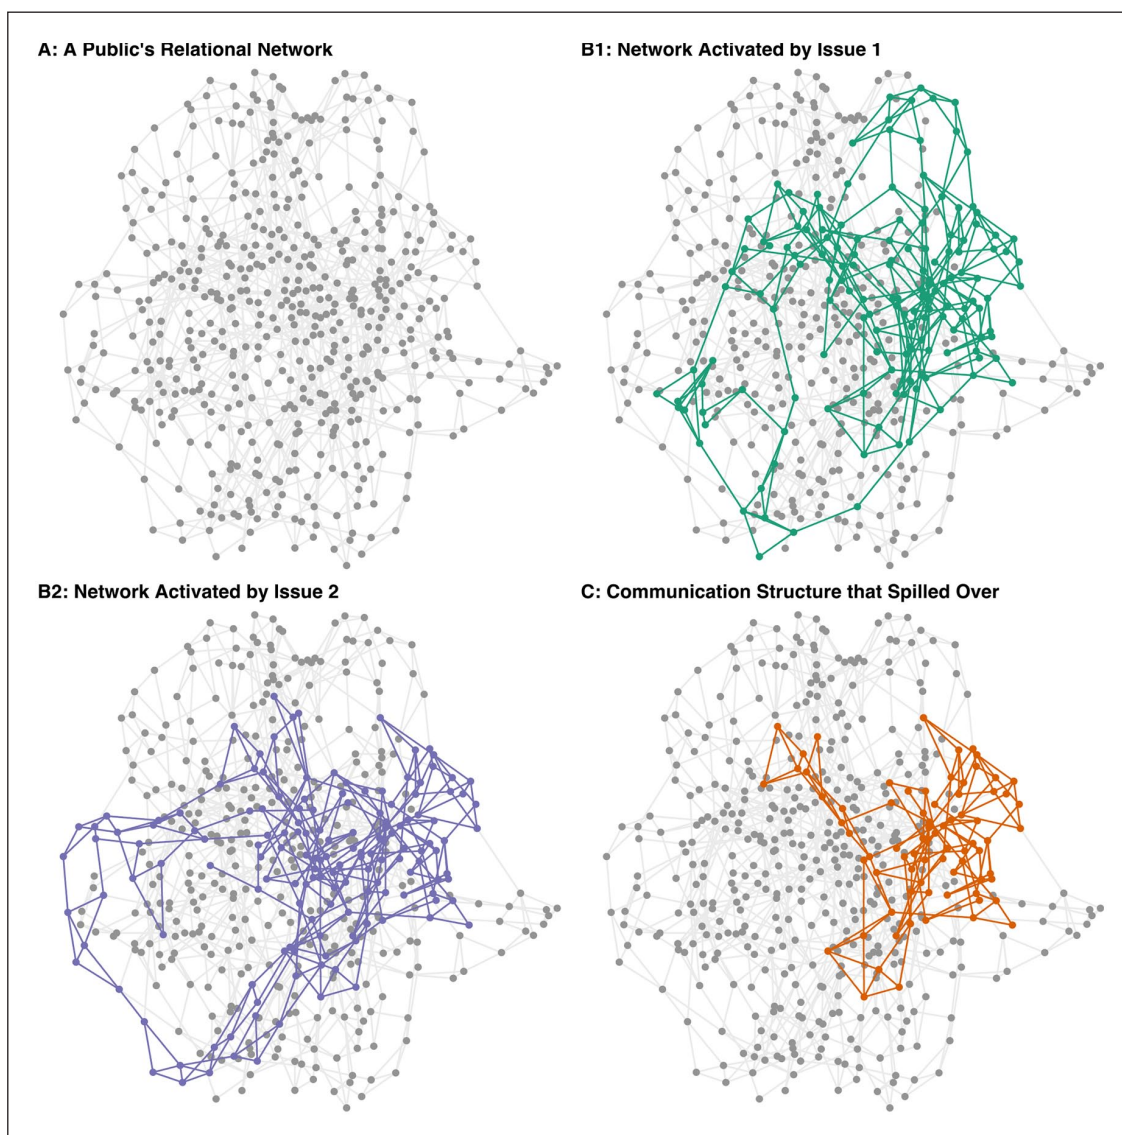 A: A Public's Relational Network
B1: Network Activated by Issue 1
B2: Network Activated by Issue 2
C: Communication Structure that Spilled Over